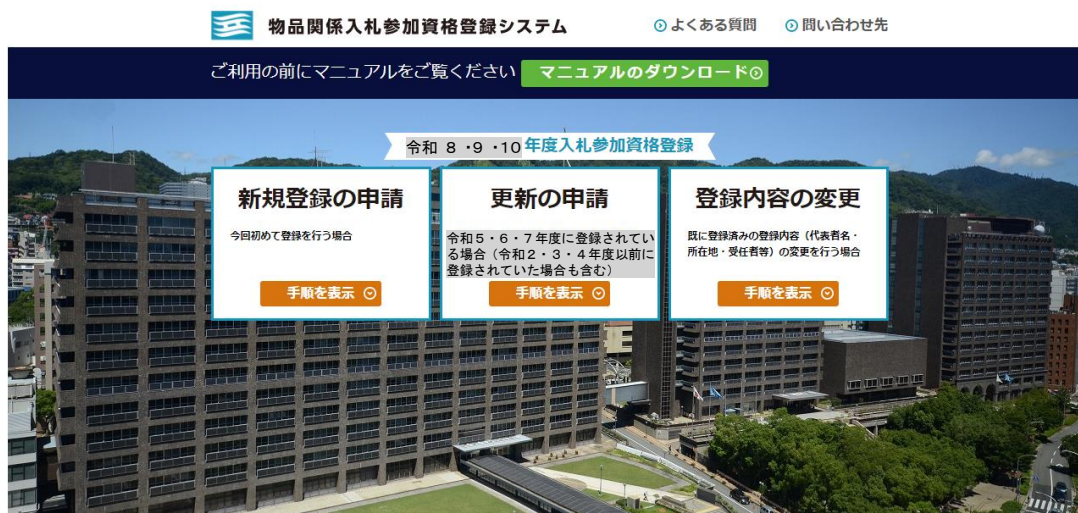 物品関係入札参加資格登録システム
よくある質問
問い合わせ先
ご利用の前にマニュアルをご覧ください
マニュアルのダウンロード
令和 8・9・10年度入札参加資格登録
新規登録の申請
今回初めて登録を行う場合
手順を表示
更新の申請
令和5・6・7年度に登録されてい
る場合（令和2・3・4年度以前に
登録されていた場合も含む）
手順を表示
登録内容の変更
既に登録済みの登録内容（代表者名・
所在地・受任者等）の変更を行う場合
手順を表示